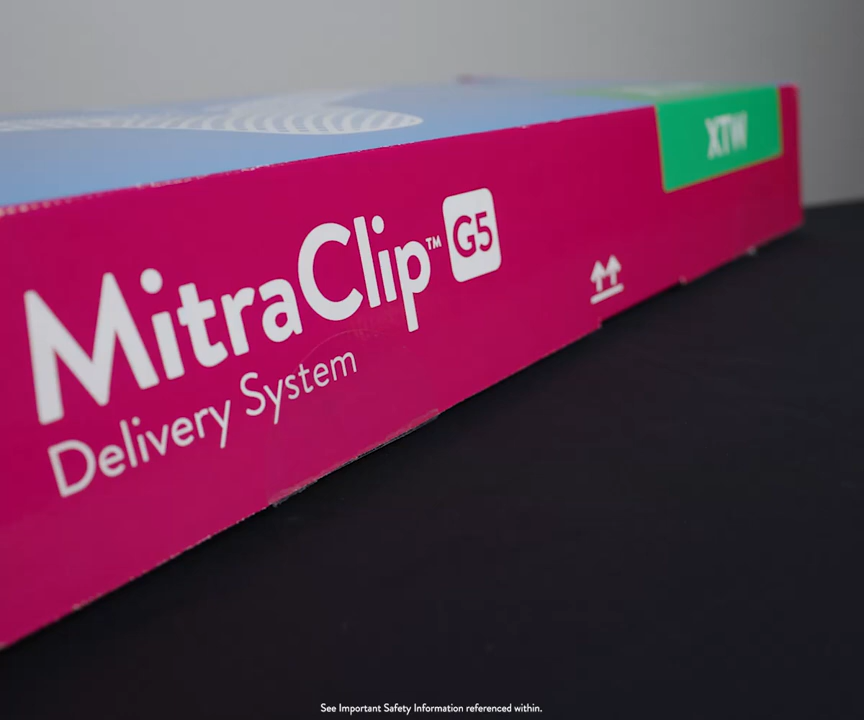 XTW
MitraClip™ G5
Delivery System
See Important Safety Information referenced within.